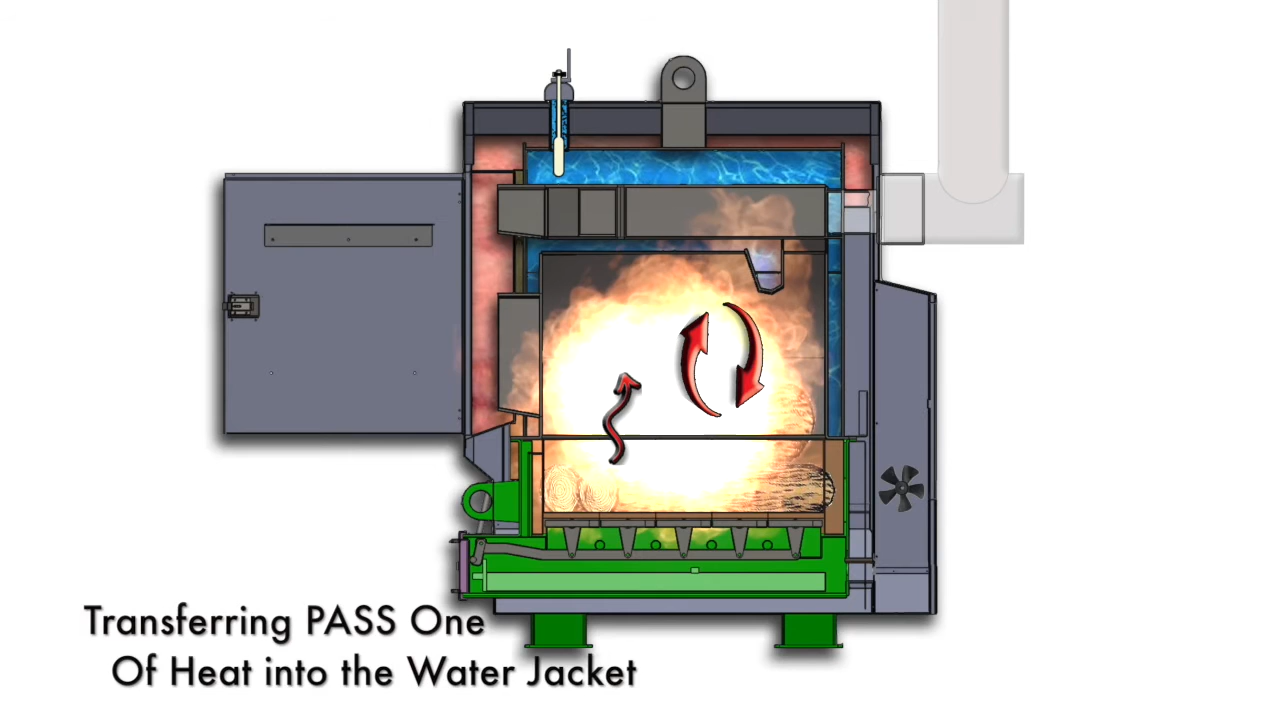 Transferring PASS One
Of Heat into the Water Jacket